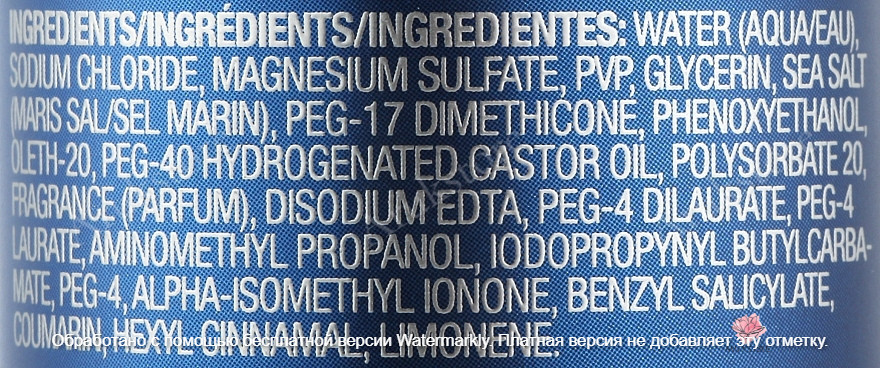 INGREDIENTS/INGRÉDIENTS/INGREDIENTES: WATER (AQUA/EAU),
SODIUM CHLORIDE, MAGNESIUM SULFATE, PVP, GLYCERIN, SEA SALT
(MARIS SAL/SEL MARIN), PEG-17 DIMETHICONE, PHENOXYETHANOL,
OLETH-20, PEG-40 HYDROGENATED CASTOR OIL, POLYSORBATE 20,
FRAGRANCE (PARFUM), DISODIUM EDTA, PEG-4 DILAURATE, PEG-4
LAURATE, AMINOMETHYL PROPANOL, IODOPROPYNYL BUTYLCARBA-
MATE, PEG-4, ALPHA-ISOMETHYL IONONE, BENZYL SALICYLATE,
COUMARIN, HEXYL CINNAMAL, LIMONENE.
Обработано с помощью бесплатной версии Watermarkly. Платная версия не добавляет эту отметку.